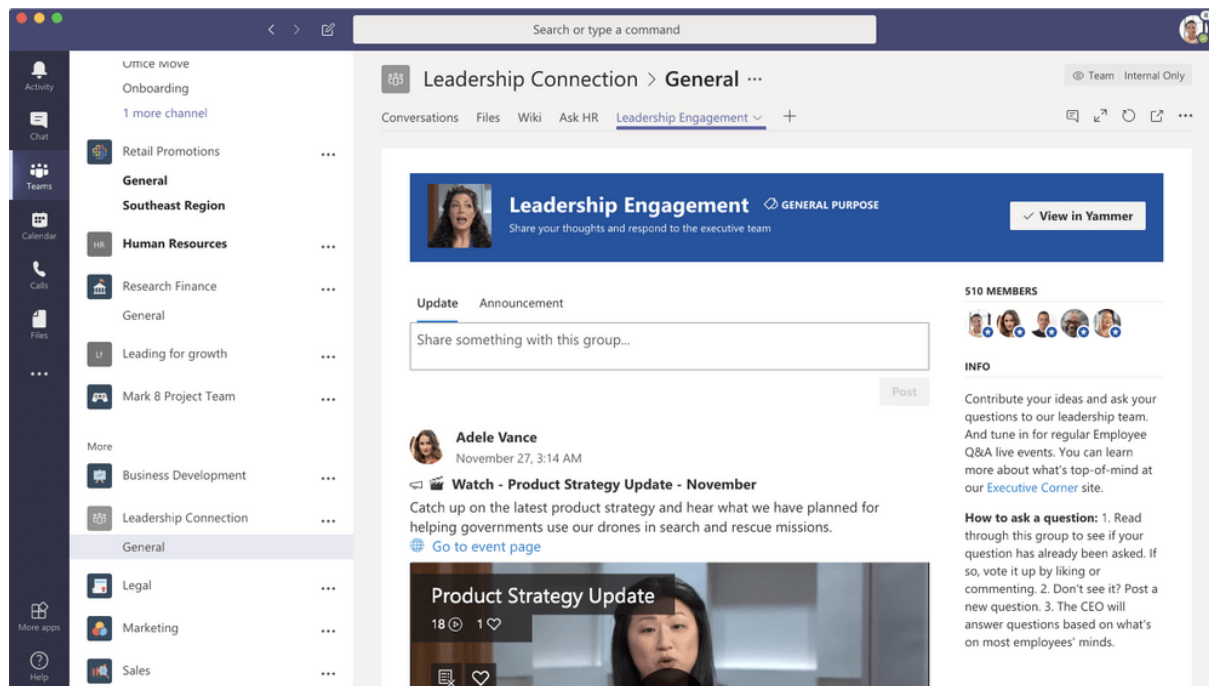 Search or type a command
Activity
Chat
Teams
Calendar
Calls
Files
More apps
Help
Office Move
Onboarding
1 more channel
Retail Promotions
General
Southeast Region
HR
Human Resources
Research Finance
General
Lf
Leading for growth
Mark 8 Project Team
More
Business Development
Leadership Connection
General
Legal
Marketing
Sales
Leadership Connection > General
Team Internal Only
Conversations Files Wiki Ask HR Leadership Engagement
Leadership Engagement GENERAL PURPOSE
Share your thoughts and respond to the executive team
View in Yammer
Update Announcement
Share something with this group...
Post
Adele Vance
November 27, 3:14 AM
Watch - Product Strategy Update - November
Catch up on the latest product strategy and hear what we have planned for
helping governments use our drones in search and rescue missions.
Go to event page
Product Strategy Update
18 1
510 MEMBERS
INFO
Contribute your ideas and ask your
questions to our leadership team.
And tune in for regular Employee
Q&A live events. You can learn
more about what's top-of-mind at
our Executive Corner site.
How to ask a question: 1. Read
through this group to see if your
question has already been asked. If
so, vote it up by liking or
commenting. 2. Don't see it? Post a
new question. 3. The CEO will
answer questions based on what's
on most employees' minds.